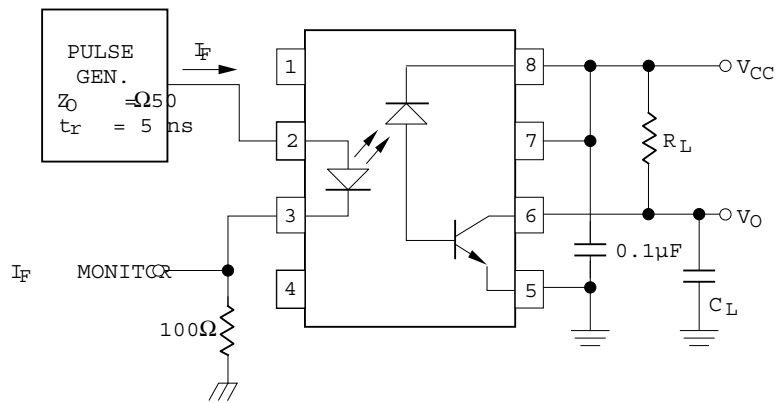 PULSE
GEN.
ZO = Ω50
tr = 5 ns
IF
1
2
3
4
8
7
6
5
VCC
RL
VO
0.1µF
CL
IF MONITOR
100Ω